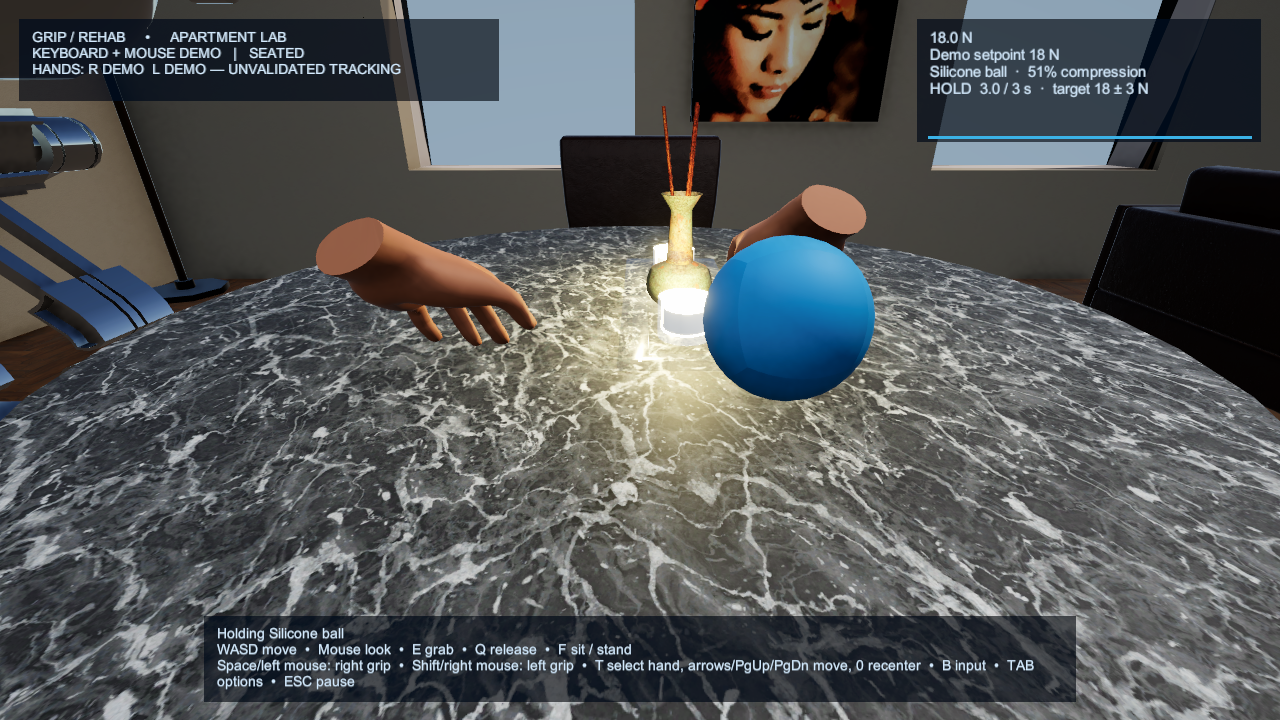 GRIP / REHAB • APARTMENT LAB
KEYBOARD + MOUSE DEMO | SEATED
HANDS: R DEMO L DEMO — UNVALIDATED TRACKING
18.0 N
Demo setpoint 18 N
Silicone ball · 51% compression
HOLD 3.0 / 3 s · target 18 ± 3 N
Holding Silicone ball
WASD move • Mouse look • E grab • Q release • F sit / stand
Space/left mouse: right grip • Shift/right mouse: left grip • T select hand, arrows/PgUp/PgDn move, 0 recenter • B input • TAB
options • ESC pause